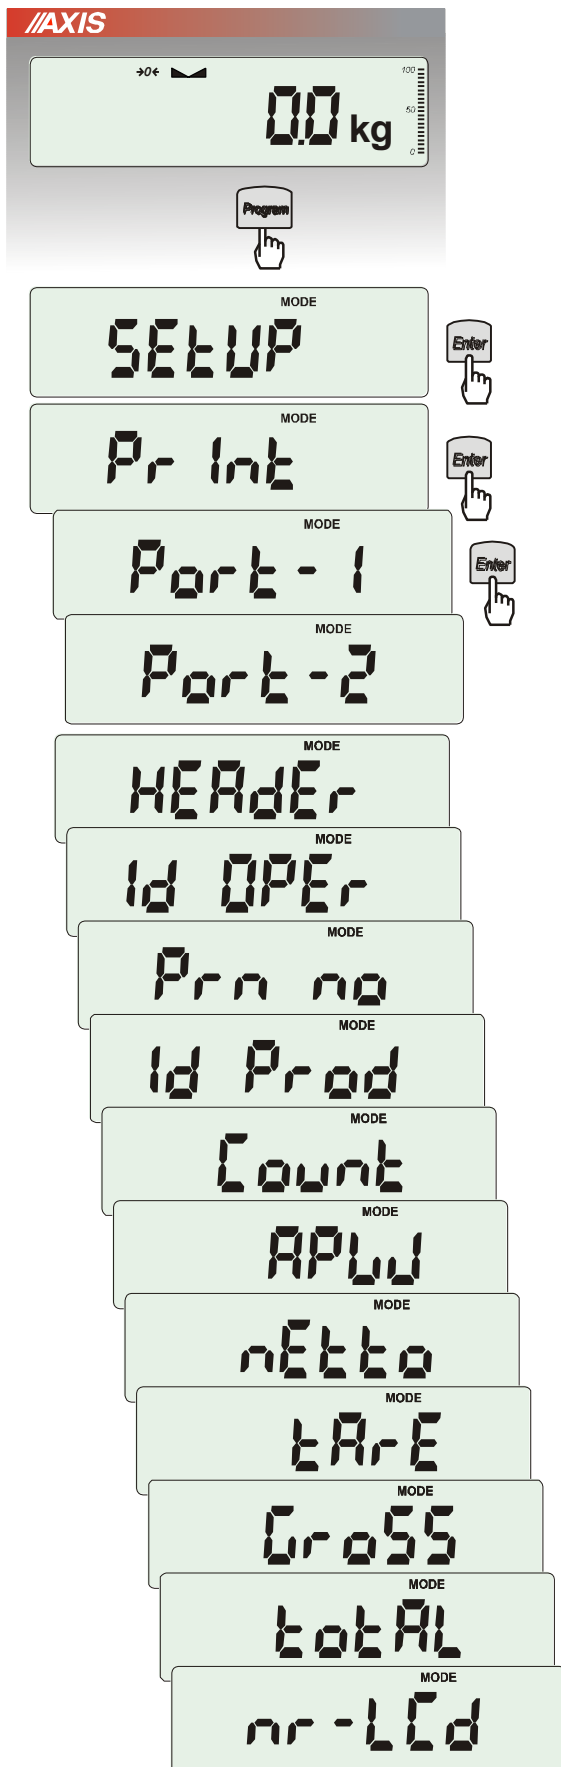 //AXIS
→0← 100
50
0.0 kg
0
Program
MODE
SEtUP Enter
MODE
Pr Int Enter
MODE
Port-1 Enter
MODE
Port-2
MODE
HEAdEr
MODE
Id OPEr
MODE
Prn no
MODE
Id Prod
MODE
Count
MODE
APW
MODE
nEtto
MODE
tArE
MODE
GroSS
MODE
totAL
MODE
nr-LCd